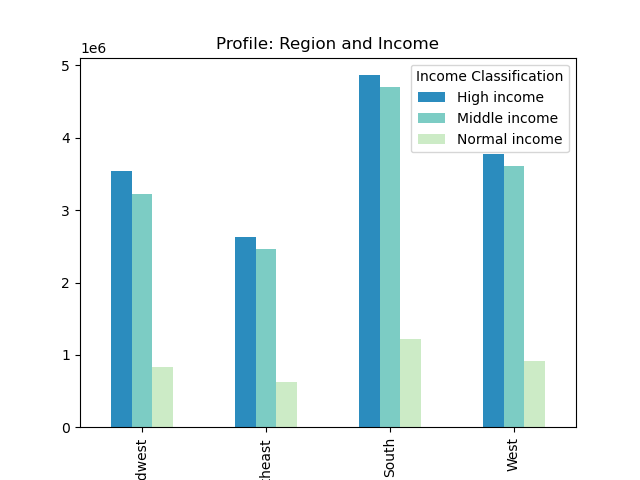 Profile: Region and Income
1e6
5
4
3
2
1
0
Income Classification
High income
Middle income
Normal income
dwest
theast
South
West